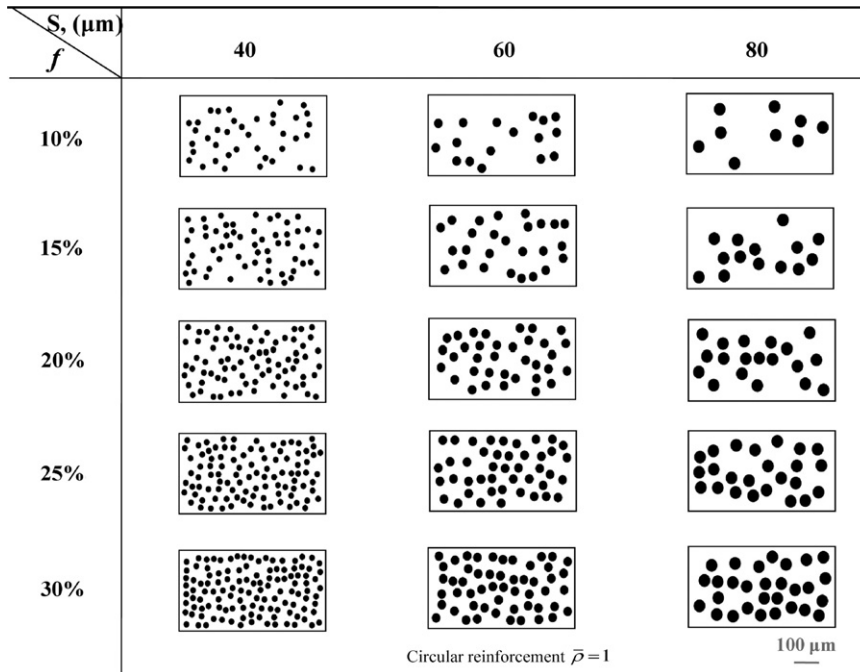 S, (μm)
f
40 60 80
10%
15%
20%
25%
30%
100 μm
Circular reinforcement ρ̅ = 1